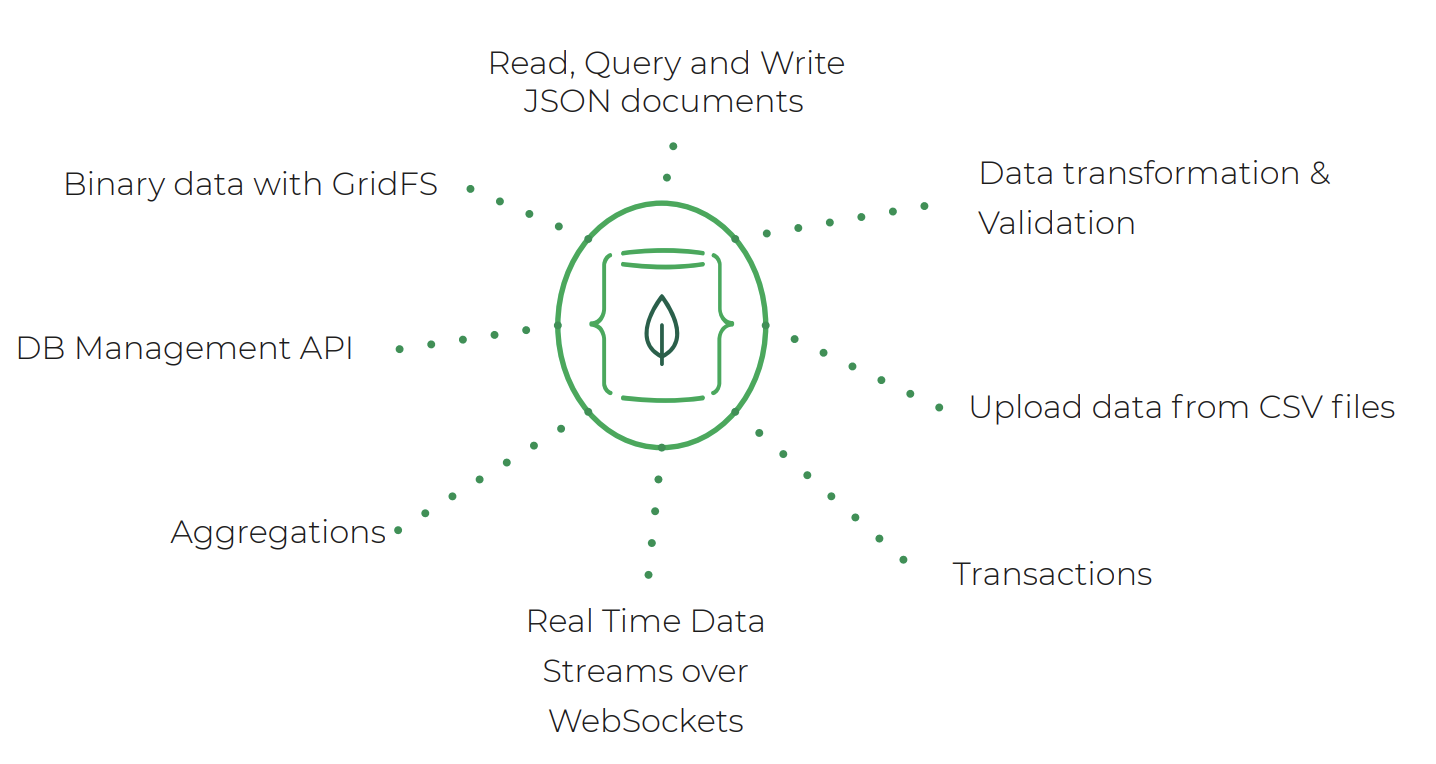 Read, Query and Write
JSON documents
Binary data with GridFS
Data transformation &
Validation
DB Management API
Upload data from CSV files
Aggregations
Transactions
Real Time Data
Streams over
WebSockets